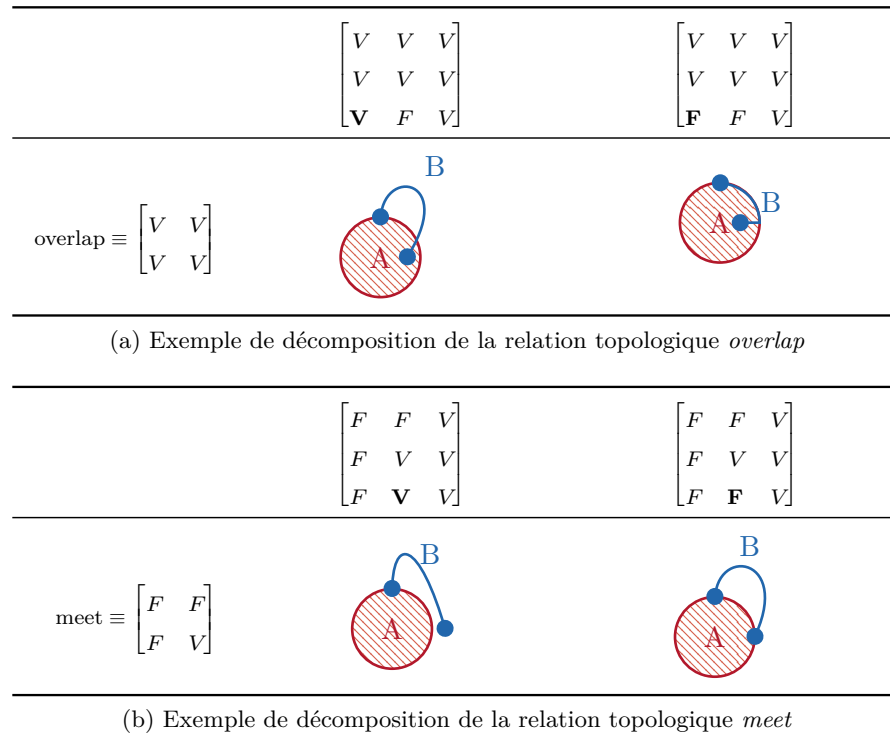 [V V V] [V V V]
[V V V] [V V V]
[V F V] [F F V]
B
B
A
A
overlap ≡ [V V]
[V V]
(a) Exemple de décomposition de la relation topologique overlap
[F F V] [F F V]
[F V V] [F V V]
[F V V] [F F V]
B
B
A
A
meet ≡ [F F]
[F V]
(b) Exemple de décomposition de la relation topologique meet